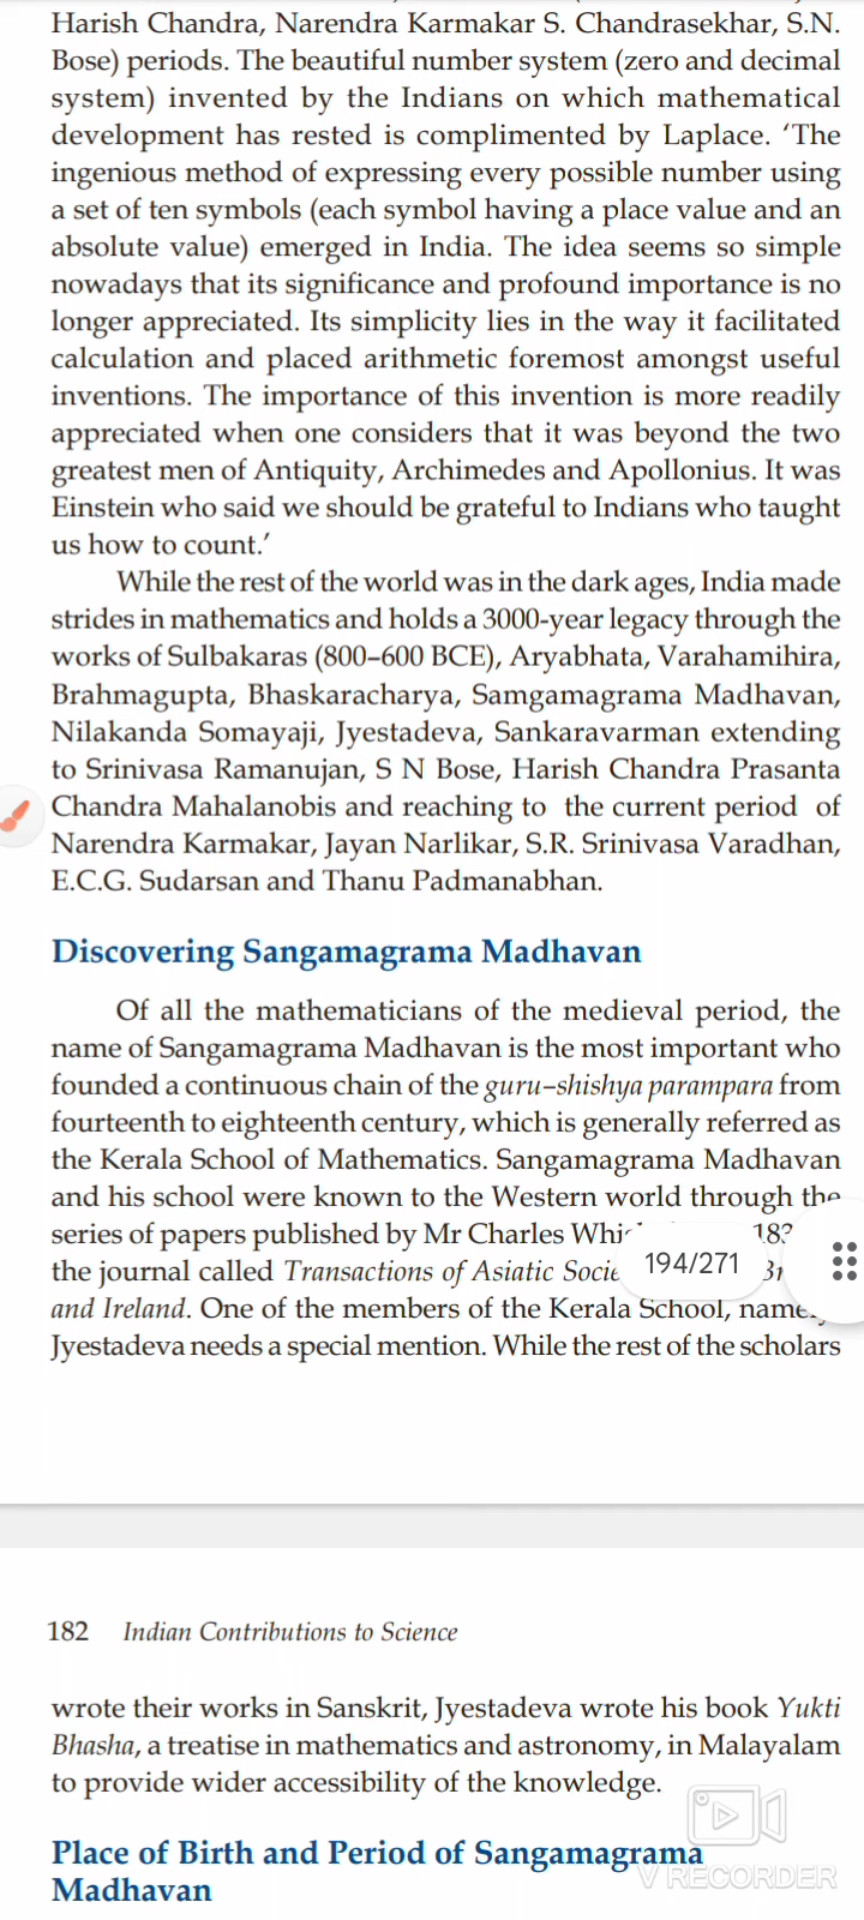 Harish Chandra, Narendra Karmakar S. Chandrasekhar, S.N.
Bose) periods. The beautiful number system (zero and decimal
system) invented by the Indians on which mathematical
development has rested is complimented by Laplace. ‘The
ingenious method of expressing every possible number using
a set of ten symbols (each symbol having a place value and an
absolute value) emerged in India. The idea seems so simple
nowadays that its significance and profound importance is no
longer appreciated. Its simplicity lies in the way it facilitated
calculation and placed arithmetic foremost amongst useful
inventions. The importance of this invention is more readily
appreciated when one considers that it was beyond the two
greatest men of Antiquity, Archimedes and Apollonius. It was
Einstein who said we should be grateful to Indians who taught
us how to count.’
While the rest of the world was in the dark ages, India made
strides in mathematics and holds a 3000-year legacy through the
works of Sulbakaras (800–600 BCE), Aryabhata, Varahamihira,
Brahmagupta, Bhaskaracharya, Samgamagrama Madhavan,
Nilakanda Somayaji, Jyestadeva, Sankaravarman extending
to Srinivasa Ramanujan, S N Bose, Harish Chandra Prasanta
Chandra Mahalanobis and reaching to the current period of
Narendra Karmakar, Jayan Narlikar, S.R. Srinivasa Varadhan,
E.C.G. Sudarsan and Thanu Padmanabhan.
Discovering Sangamagrama Madhavan
Of all the mathematicians of the medieval period, the
name of Sangamagrama Madhavan is the most important who
founded a continuous chain of the guru–shishya parampara from
fourteenth to eighteenth century, which is generally referred as
the Kerala School of Mathematics. Sangamagrama Madhavan
and his school were known to the Western world through the
series of papers published by Mr Charles
the journal called Transactions of Asiatic
194/271
and Ireland. One of the members of the Kerala School,
Jyestadeva needs a special mention. While the rest of the scholars
182 Indian Contributions to Science
wrote their works in Sanskrit, Jyestadeva wrote his book Yukti
Bhasha, a treatise in mathematics and astronomy, in Malayalam
to provide wider accessibility of the knowledge.
Place of Birth and Period of Sangamagrama
Madhavan
V RECORDER